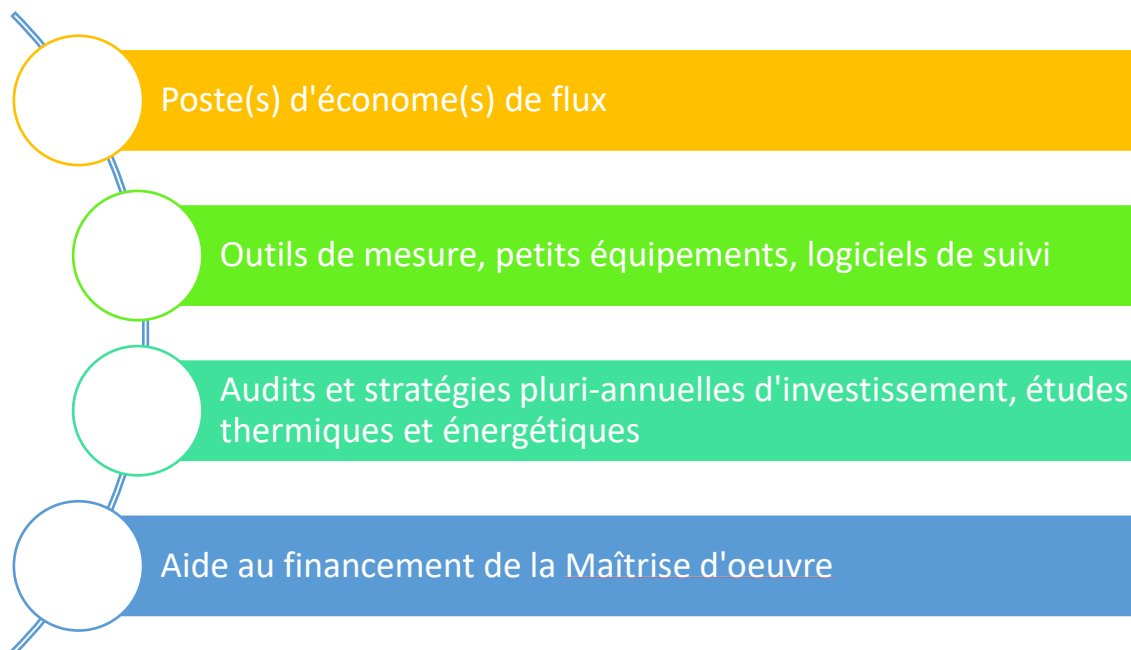 Poste(s) d'économe(s) de flux
Outils de mesure, petits équipements, logiciels de suivi
Audits et stratégies pluri-annuelles d'investissement, études
thermiques et énergétiques
Aide au financement de la Maîtrise d'oeuvre